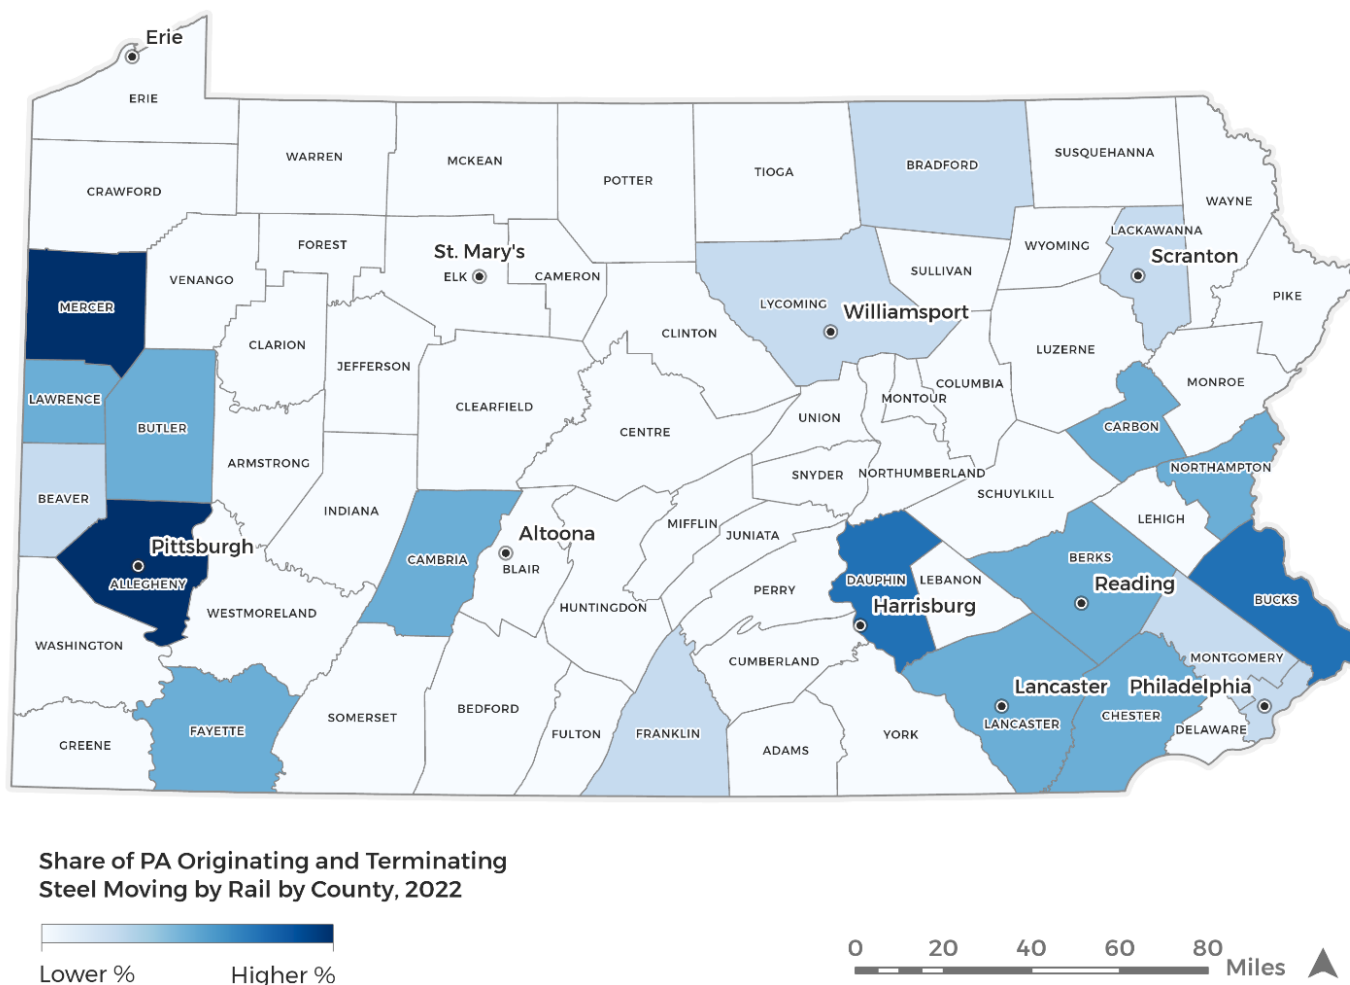 Erie
ERIE
WARREN
MCKEAN
POTTER
TIOGA
BRADFORD
SUSQUEHANNA
WAYNE
CRAWFORD
FOREST
St. Mary's
ELK
CAMERON
VENANGO
SULLIVAN
WYOMING
LACKAWANNA
Scranton
PIKE
MERCER
CLARION
JEFFERSON
CLINTON
LYCOMING
Williamsport
LUZERNE
MONROE
LAWRENCE
BUTLER
CLEARFIELD
CENTRE
UNION
MONTOUR
COLUMBIA
CARBON
BEAVER
ARMSTRONG
INDIANA
SNYDER
NORTHUMBERLAND
SCHUYLKILL
NORTHAMPTON
LEHIGH
Pittsburgh
ALLEGHENY
CAMBRIA
Altoona
BLAIR
MIFFLIN
JUNIATA
PERRY
DAUPHIN
Harrisburg
LEBANON
BERKS
Reading
BUCKS
WESTMORELAND
HUNTINGDON
WASHINGTON
CUMBERLAND
MONTGOMERY
Lancaster
LANCASTER
Philadelphia
CHESTER
DELAWARE
GREENE
FAYETTE
SOMERSET
BEDFORD
FULTON
FRANKLIN
ADAMS
YORK
Share of PA Originating and Terminating
Steel Moving by Rail by County, 2022
Lower % Higher %
0 20 40 60 80
Miles